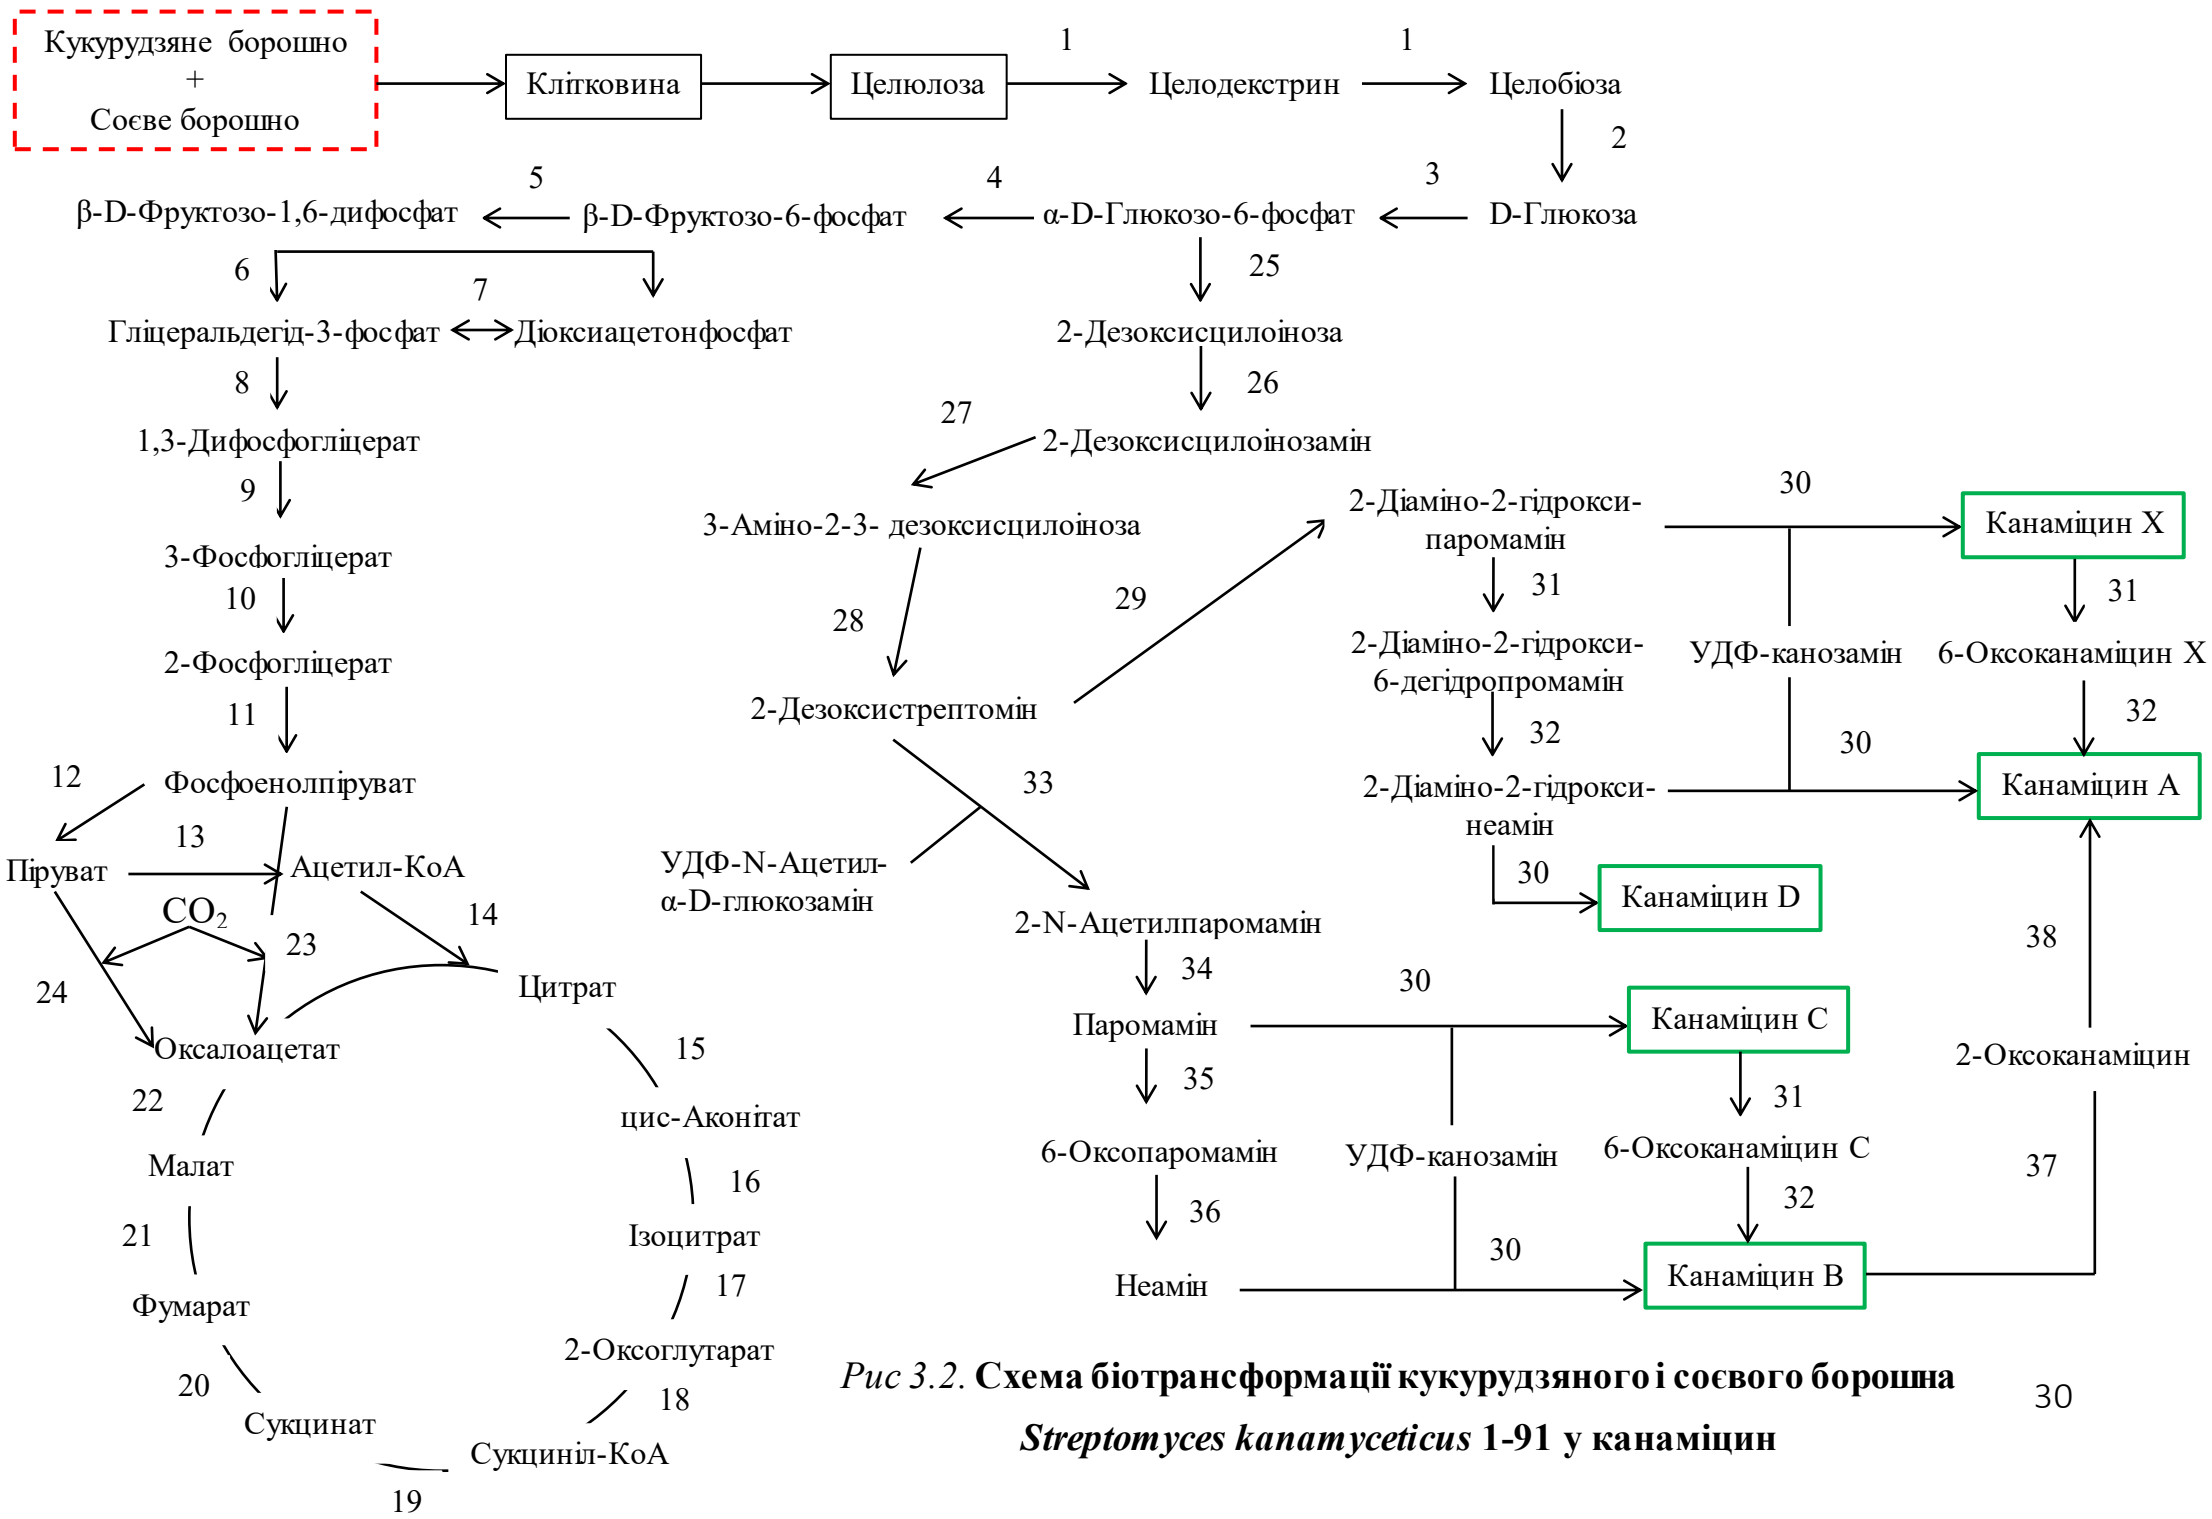 Кукурудзяне борошно
+
Соєве борошно
Клітковина
Целюлоза
1
Целодекстрин
1
Целобіоза
2
β-D-Фруктозо-1,6-дифосфат
5
β-D-Фруктозо-6-фосфат
4
α-D-Глюкозо-6-фосфат
3
D-Глюкоза
6
7
25
Гліцеральдегід-3-фосфат
Діоксиацетонфосфат
2-Дезоксисцилоіноза
8
26
27
1,3-Дифосфогліцерат
2-Дезоксисцилоінозамін
9
3-Аміно-2-3- дезоксисцилоіноза
2-Діаміно-2-гідрокси-
паромамін
30
Канаміцин X
3-Фосфогліцерат
10
28
29
31
31
2-Фосфогліцерат
2-Діаміно-2-гідрокси-
6-дегідропромамін
УДФ-канозамін
6-Оксоканаміцин X
11
2-Дезоксистрептомін
32
30
32
12
Фосфоенолпіруват
33
2-Діаміно-2-гідрокси-
неамін
Канаміцин A
13
Піруват
Ацетил-КоА
УДФ-N-Ацетил-
α-D-глюкозамін
30
Канаміцин D
CO2
14
23
24
2-N-Ацетилпаромамін
38
34
Цитрат
30
Оксалоацетат
Паромамін
Канаміцин C
2-Оксоканаміцин
15
22
35
31
цис-Аконітат
Малат
6-Оксопаромамін
УДФ-канозамін
6-Оксоканаміцин C
37
16
21
36
32
Ізоцитрат
30
17
Фумарат
Неамін
Канаміцин B
2-Оксоглутарат
20
18
Сукцинат
Сукциніл-КоА
19
Рис 3.2. Схема біотрансформації кукурудзяного і соєвого борошна
Streptomyces kanamyceticus 1-91 у канаміцин
30